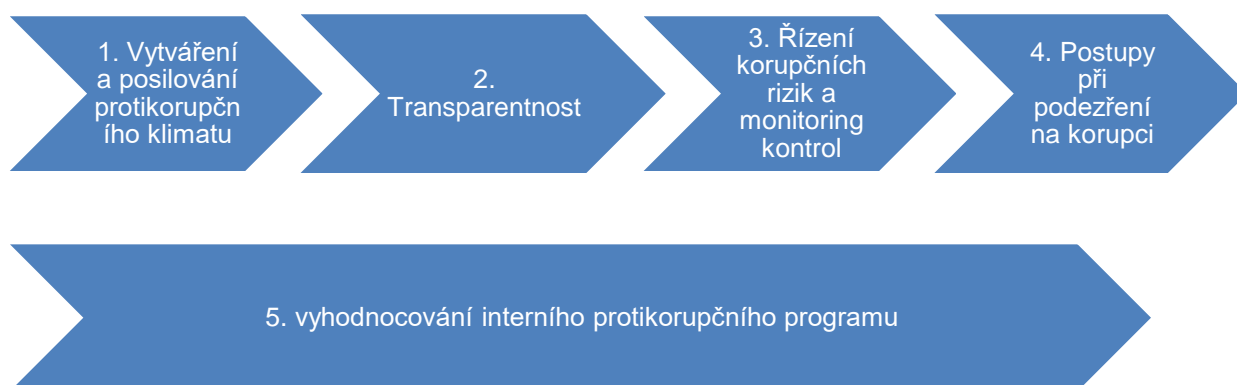 1. Vytváření
a posilování
protikorupčn
ího klimatu
2.
Transparentnost
3. Řízení
korupčních
rizik a
monitoring
kontrol
4. Postupy
při
podezření
na korupci
5. vyhodnocování interního protikorupčního programu